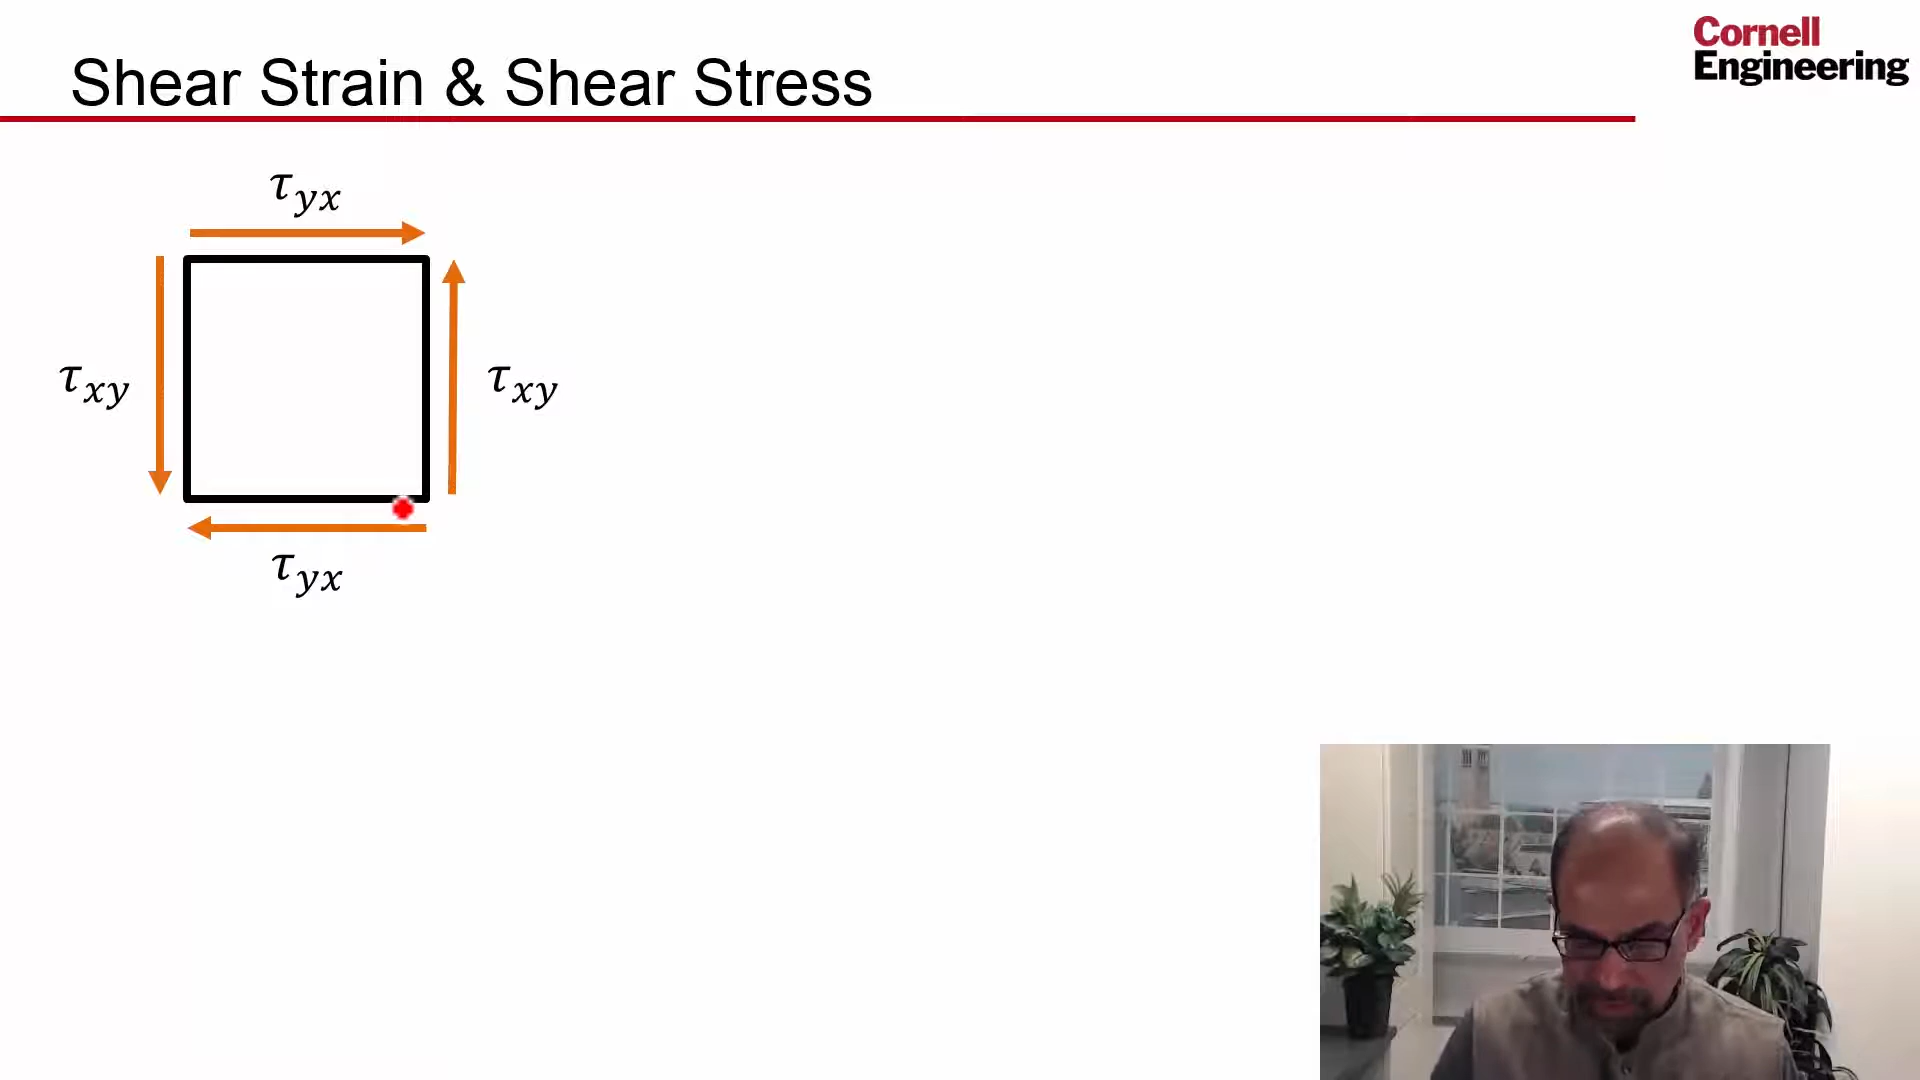 Shear Strain & Shear Stress
Cornell
Engineering
τyx
τxy
τxy
τyx